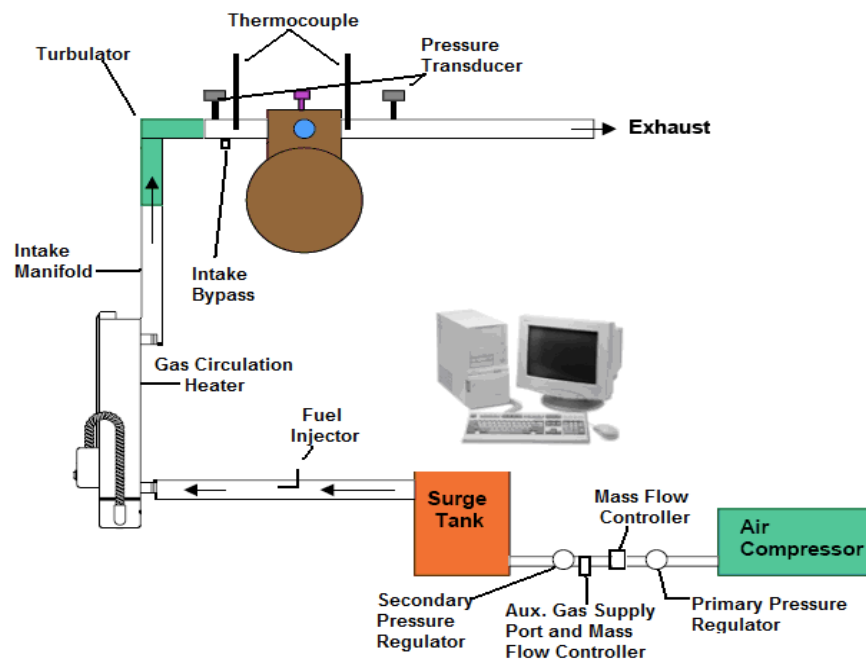 Thermocouple
Turbulator
Pressure
Transducer
Exhaust
Intake
Manifold
Intake
Bypass
Gas Circulation
Heater
Fuel
Injector
Surge
Tank
Mass Flow
Controller
Air
Compressor
Secondary
Pressure
Regulator
Aux. Gas Supply
Port and Mass
Flow Controller
Primary Pressure
Regulator